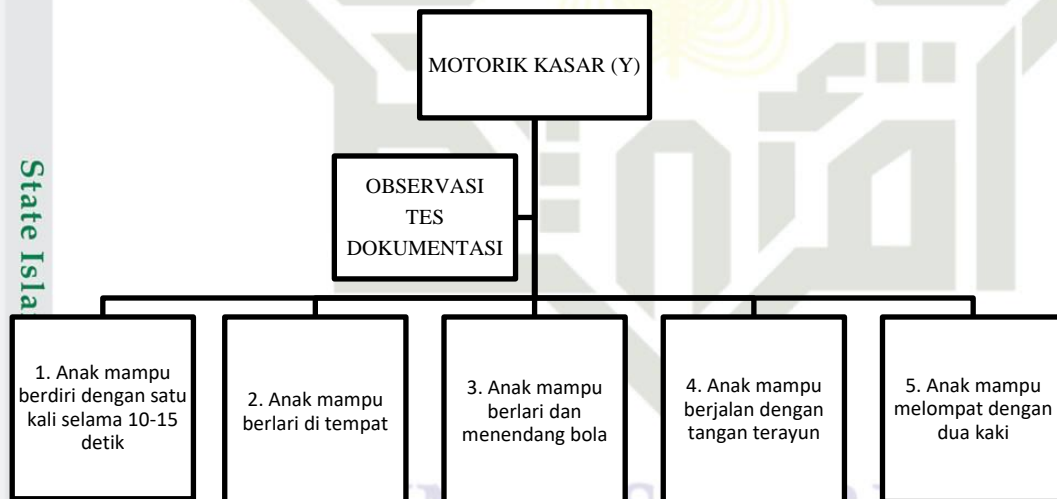 MOTORIK KASAR (Y)
State Isla
OBSERVASI
TES
DOKUMENTASI
1. Anak mampu
berdiri dengan satu
kali selama 10-15
detik
2. Anak mampu
berlari di tempat
3. Anak mampu
berlari dan
menendang bola
4. Anak mampu
berjalan dengan
tangan terayun
5. Anak mampu
melompat dengan
dua kaki